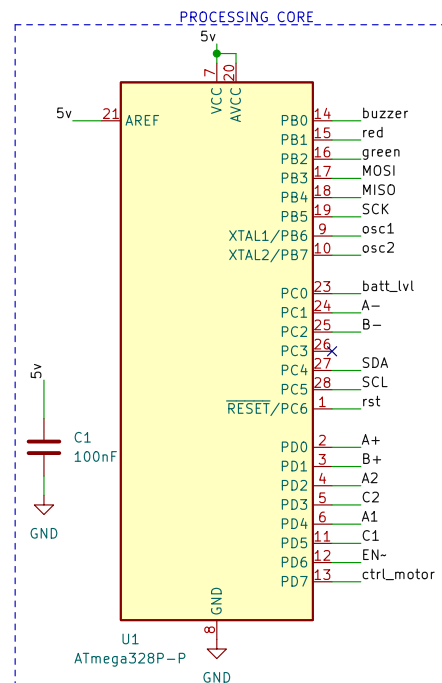 PROCESSING CORE
5v
7
20
VCC
AVCC
5v
21
AREF
PB0
14
buzzer
PB1
15
red
PB2
16
green
PB3
17
MOSI
PB4
18
MISO
PB5
19
SCK
XTAL1/PB6
9
osc1
XTAL2/PB7
10
osc2
PC0
23
batt_lvl
PC1
24
A-
PC2
25
B-
PC3
26
PC4
27
SDA
PC5
28
SCL
RESET/PC6
1
rst
5v
C1
100nF
GND
PD0
2
A+
PD1
3
B+
PD2
4
A2
PD3
5
C2
PD4
6
A1
PD5
11
C1
PD6
12
EN~
PD7
13
ctrl_motor
GND
8
U1
ATmega328P-P
GND